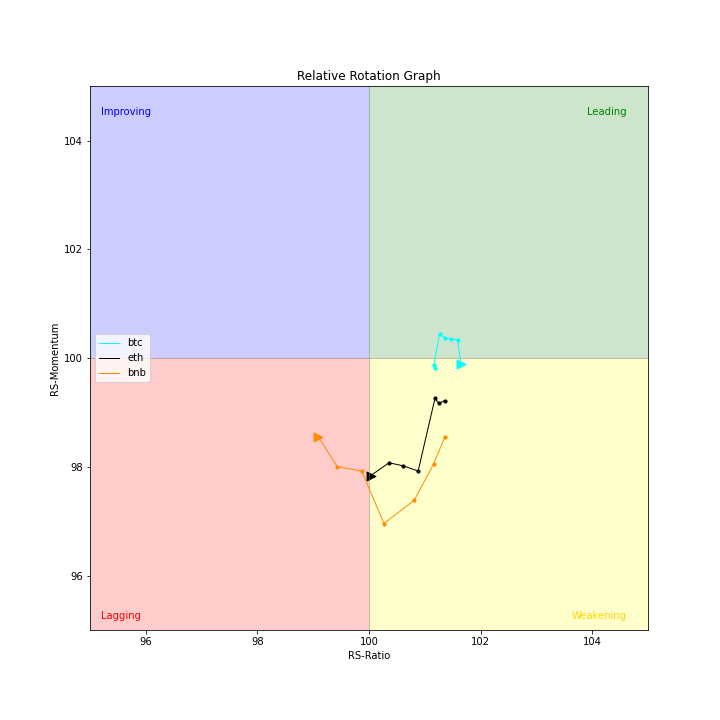 Relative Rotation Graph
Improving
Leading
104
102
100
98
96
RS-Momentum
btc
eth
bnb
Lagging
Weakening
96
98
100
102
104
RS-Ratio